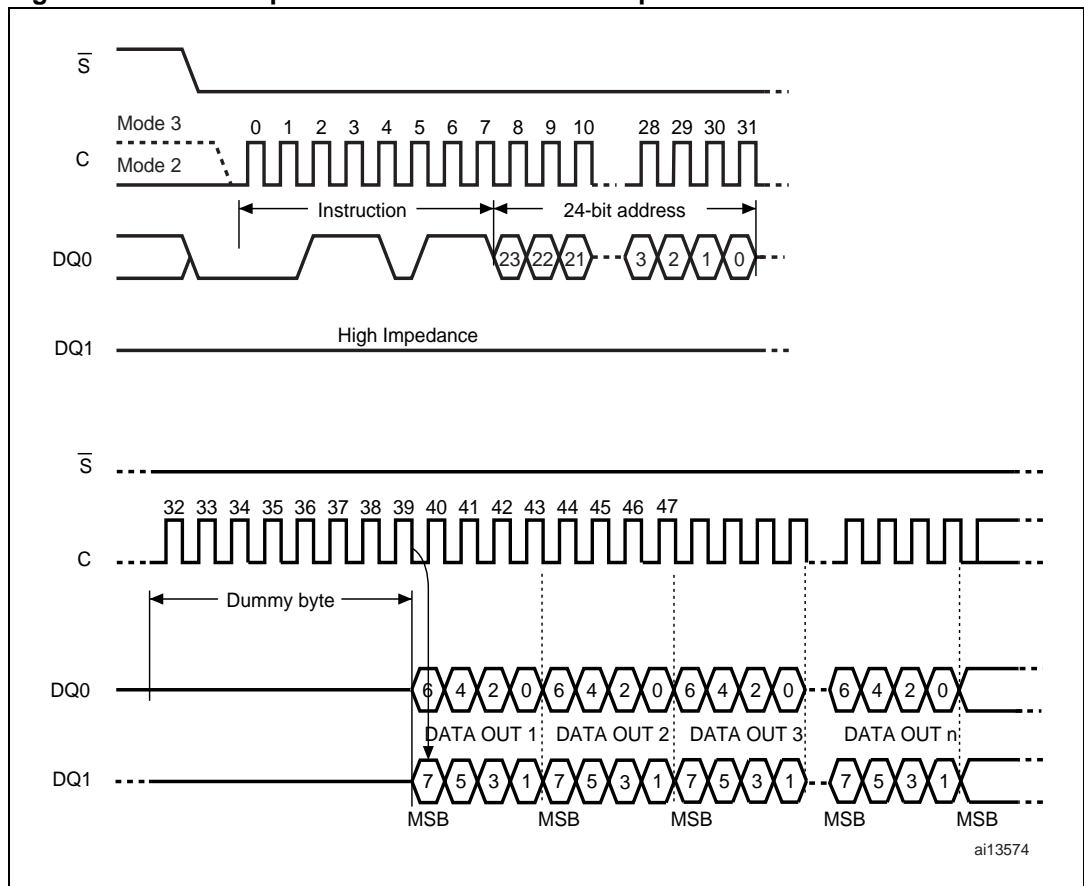 S
Mode 3
0 1 2 3 4 5 6 7 8 9 10 28 29 30 31
C
Mode 2
Instruction 24-bit address
DQ0 23 22 21 3 2 1 0
High Impedance
DQ1
S
32 33 34 35 36 37 38 39 40 41 42 43 44 45 46 47
C
Dummy byte
DQ0 6 4 2 0 6 4 2 0 6 4 2 0 6 4 2 0
DATA OUT 1 DATA OUT 2 DATA OUT 3 DATA OUT n
DQ1 7 5 3 1 7 5 3 1 7 5 3 1 7 5 3 1
MSB MSB MSB MSB MSB
ai13574